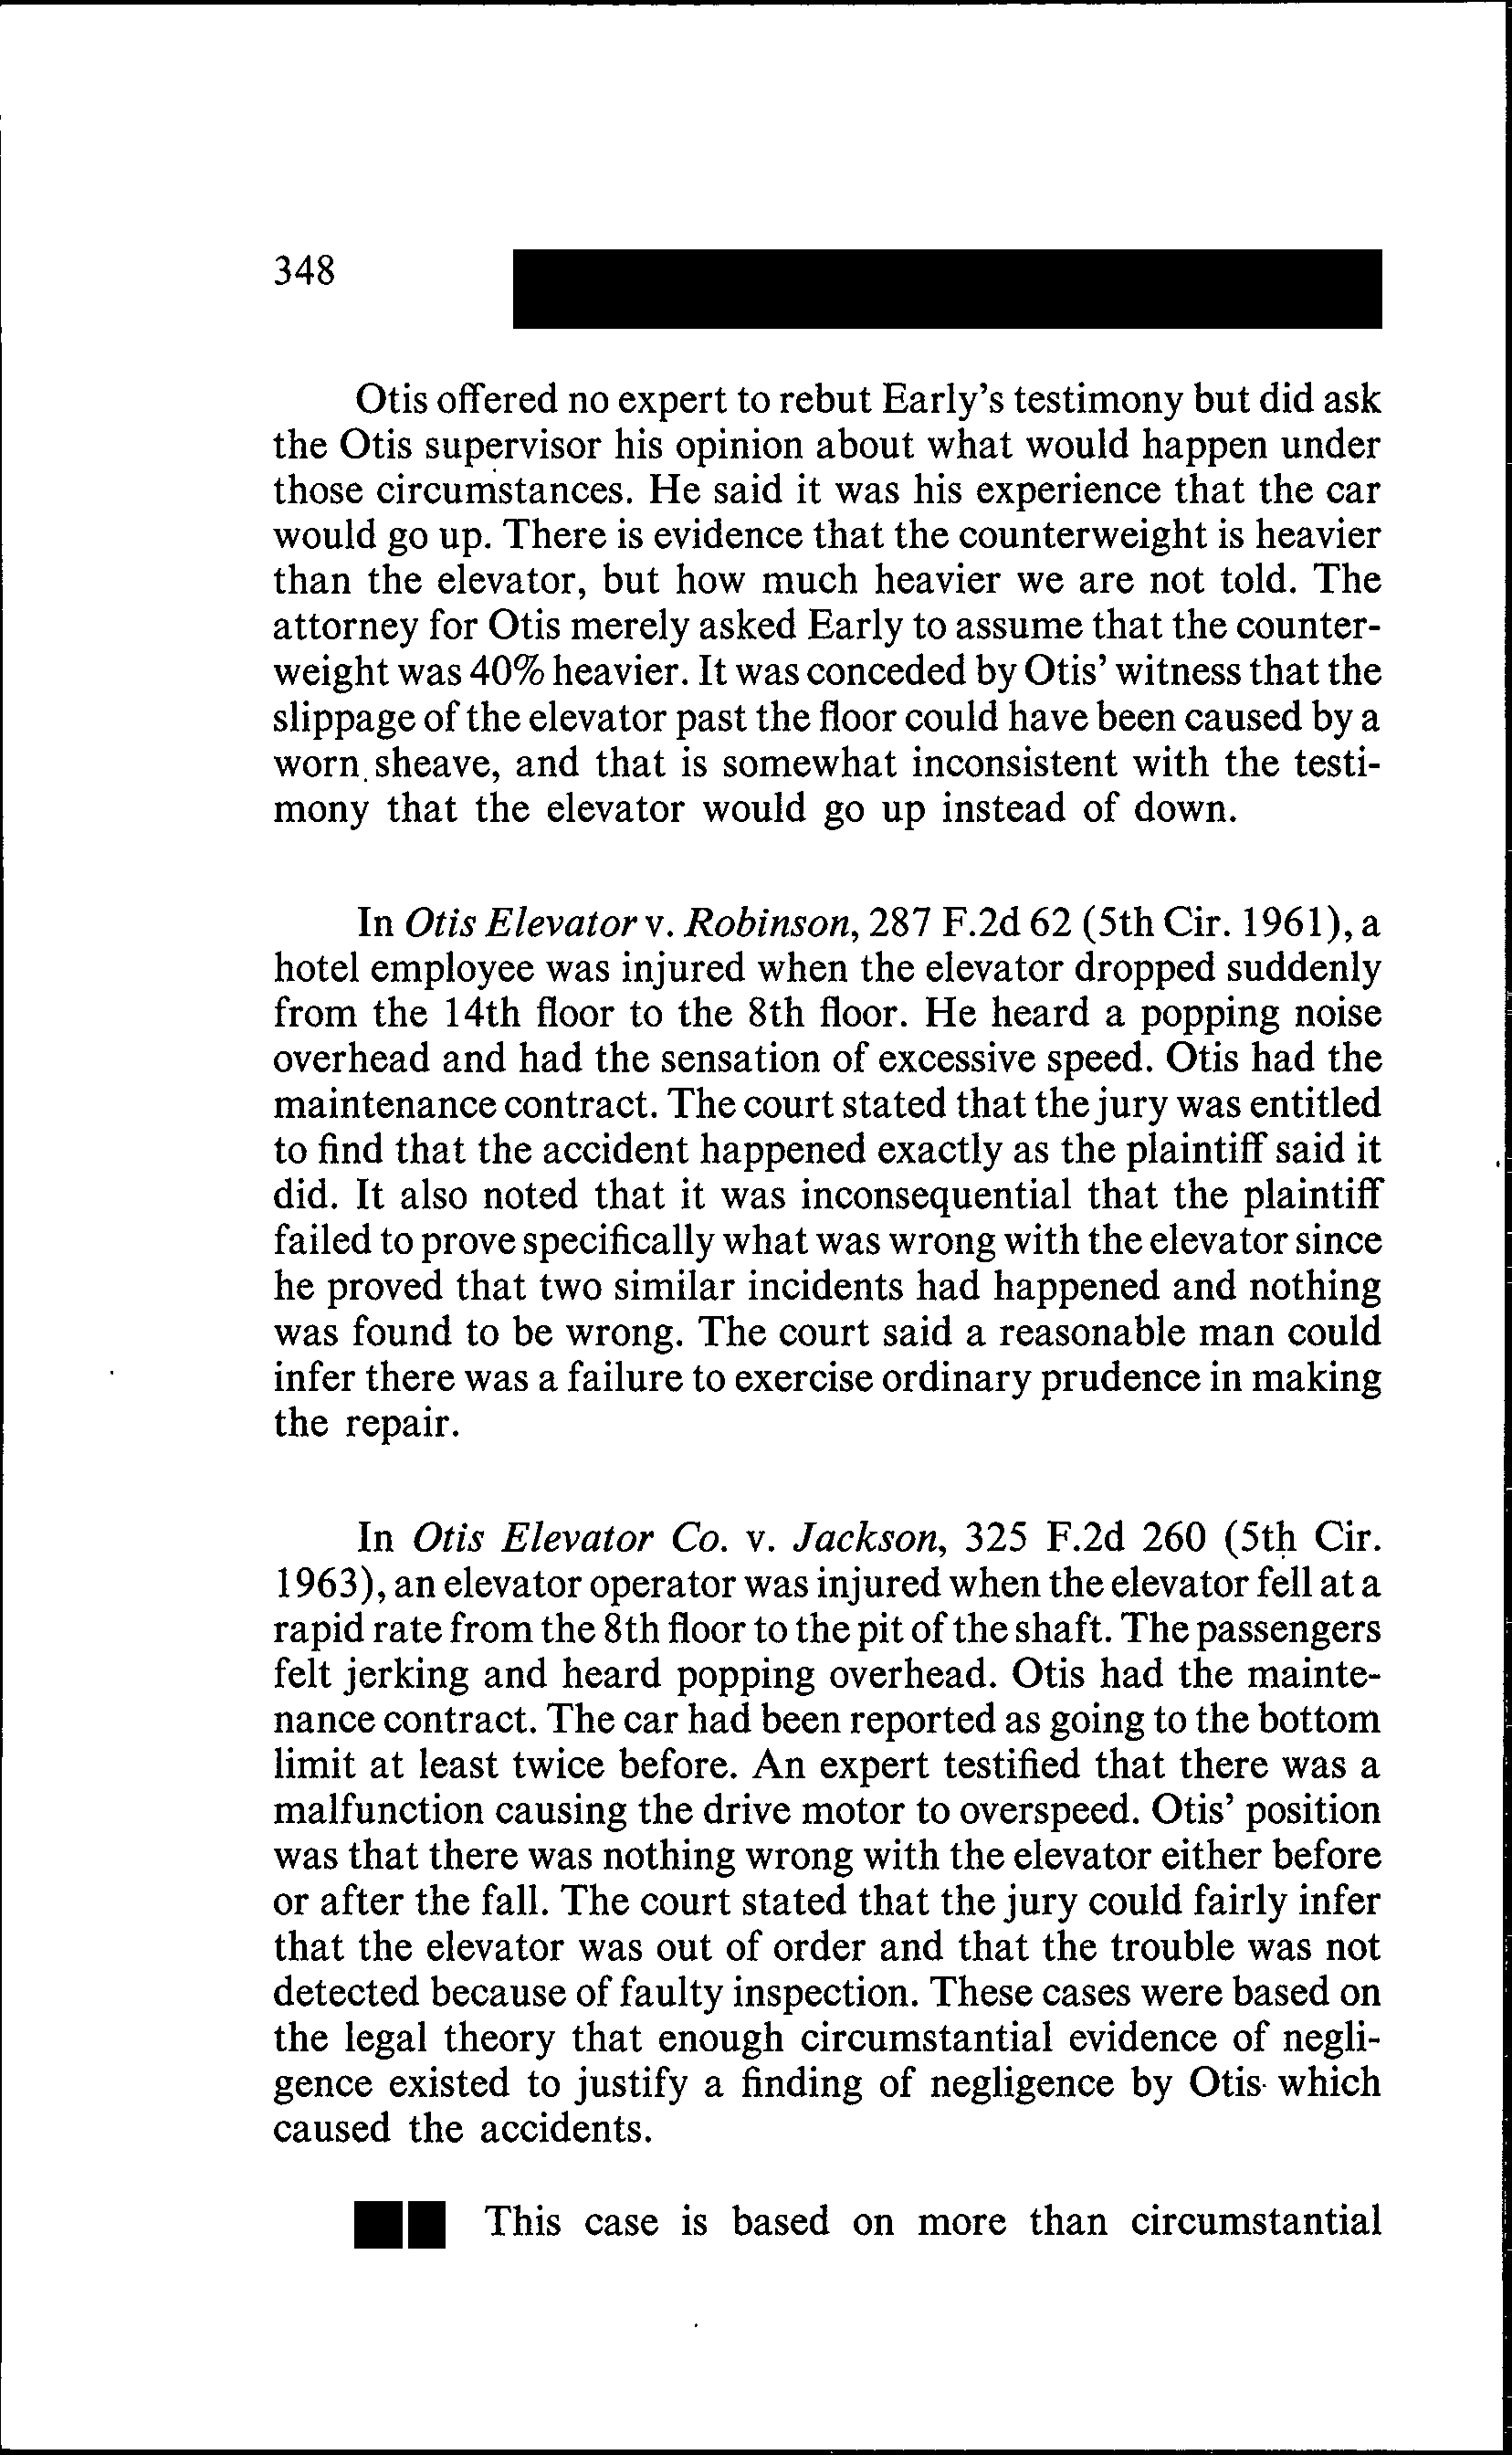 348
Otis offered no expert to rebut Early's testimony but did ask
the Otis supervisor his opinion about what would happen under
those circumstances. He said it was his experience that the car
would go up. There is evidence that the counterweight is heavier
than the elevator, but how much heavier we are not told. The
attorney for Otis merely asked Early to assume that the counter-
weight was 40% heavier. It was conceded by Otis' witness that the
slippage of the elevator past the floor could have been caused by a
worn sheave, and that is somewhat inconsistent with the testi-
mony that the elevator would go up instead of down.
In Otis Elevator v. Robinson, 287 F.2d 62 (5th Cir. 1961), a
hotel employee was injured when the elevator dropped suddenly
from the 14th floor to the 8th floor. He heard a popping noise
overhead and had the sensation of excessive speed. Otis had the
maintenance contract. The court stated that the jury was entitled
to find that the accident happened exactly as the plaintiff said it
did. It also noted that it was inconsequential that the plaintiff
failed to prove specifically what was wrong with the elevator since
he proved that two similar incidents had happened and nothing
was found to be wrong. The court said a reasonable man could
infer there was a failure to exercise ordinary prudence in making
the repair.
In Otis Elevator Co. v. Jackson, 325 F.2d 260 (5th Cir.
1963), an elevator operator was injured when the elevator fell at a
rapid rate from the 8th floor to the pit of the shaft. The passengers
felt jerking and heard popping overhead. Otis had the mainte-
nance contract. The car had been reported as going to the bottom
limit at least twice before. An expert testified that there was a
malfunction causing the drive motor to overspeed. Otis' position
was that there was nothing wrong with the elevator either before
or after the fall. The court stated that the jury could fairly infer
that the elevator was out of order and that the trouble was not
detected because of faulty inspection. These cases were based on
the legal theory that enough circumstantial evidence of negli-
gence existed to justify a finding of negligence by Otis which
caused the accidents.
This case is based on more than circumstantial